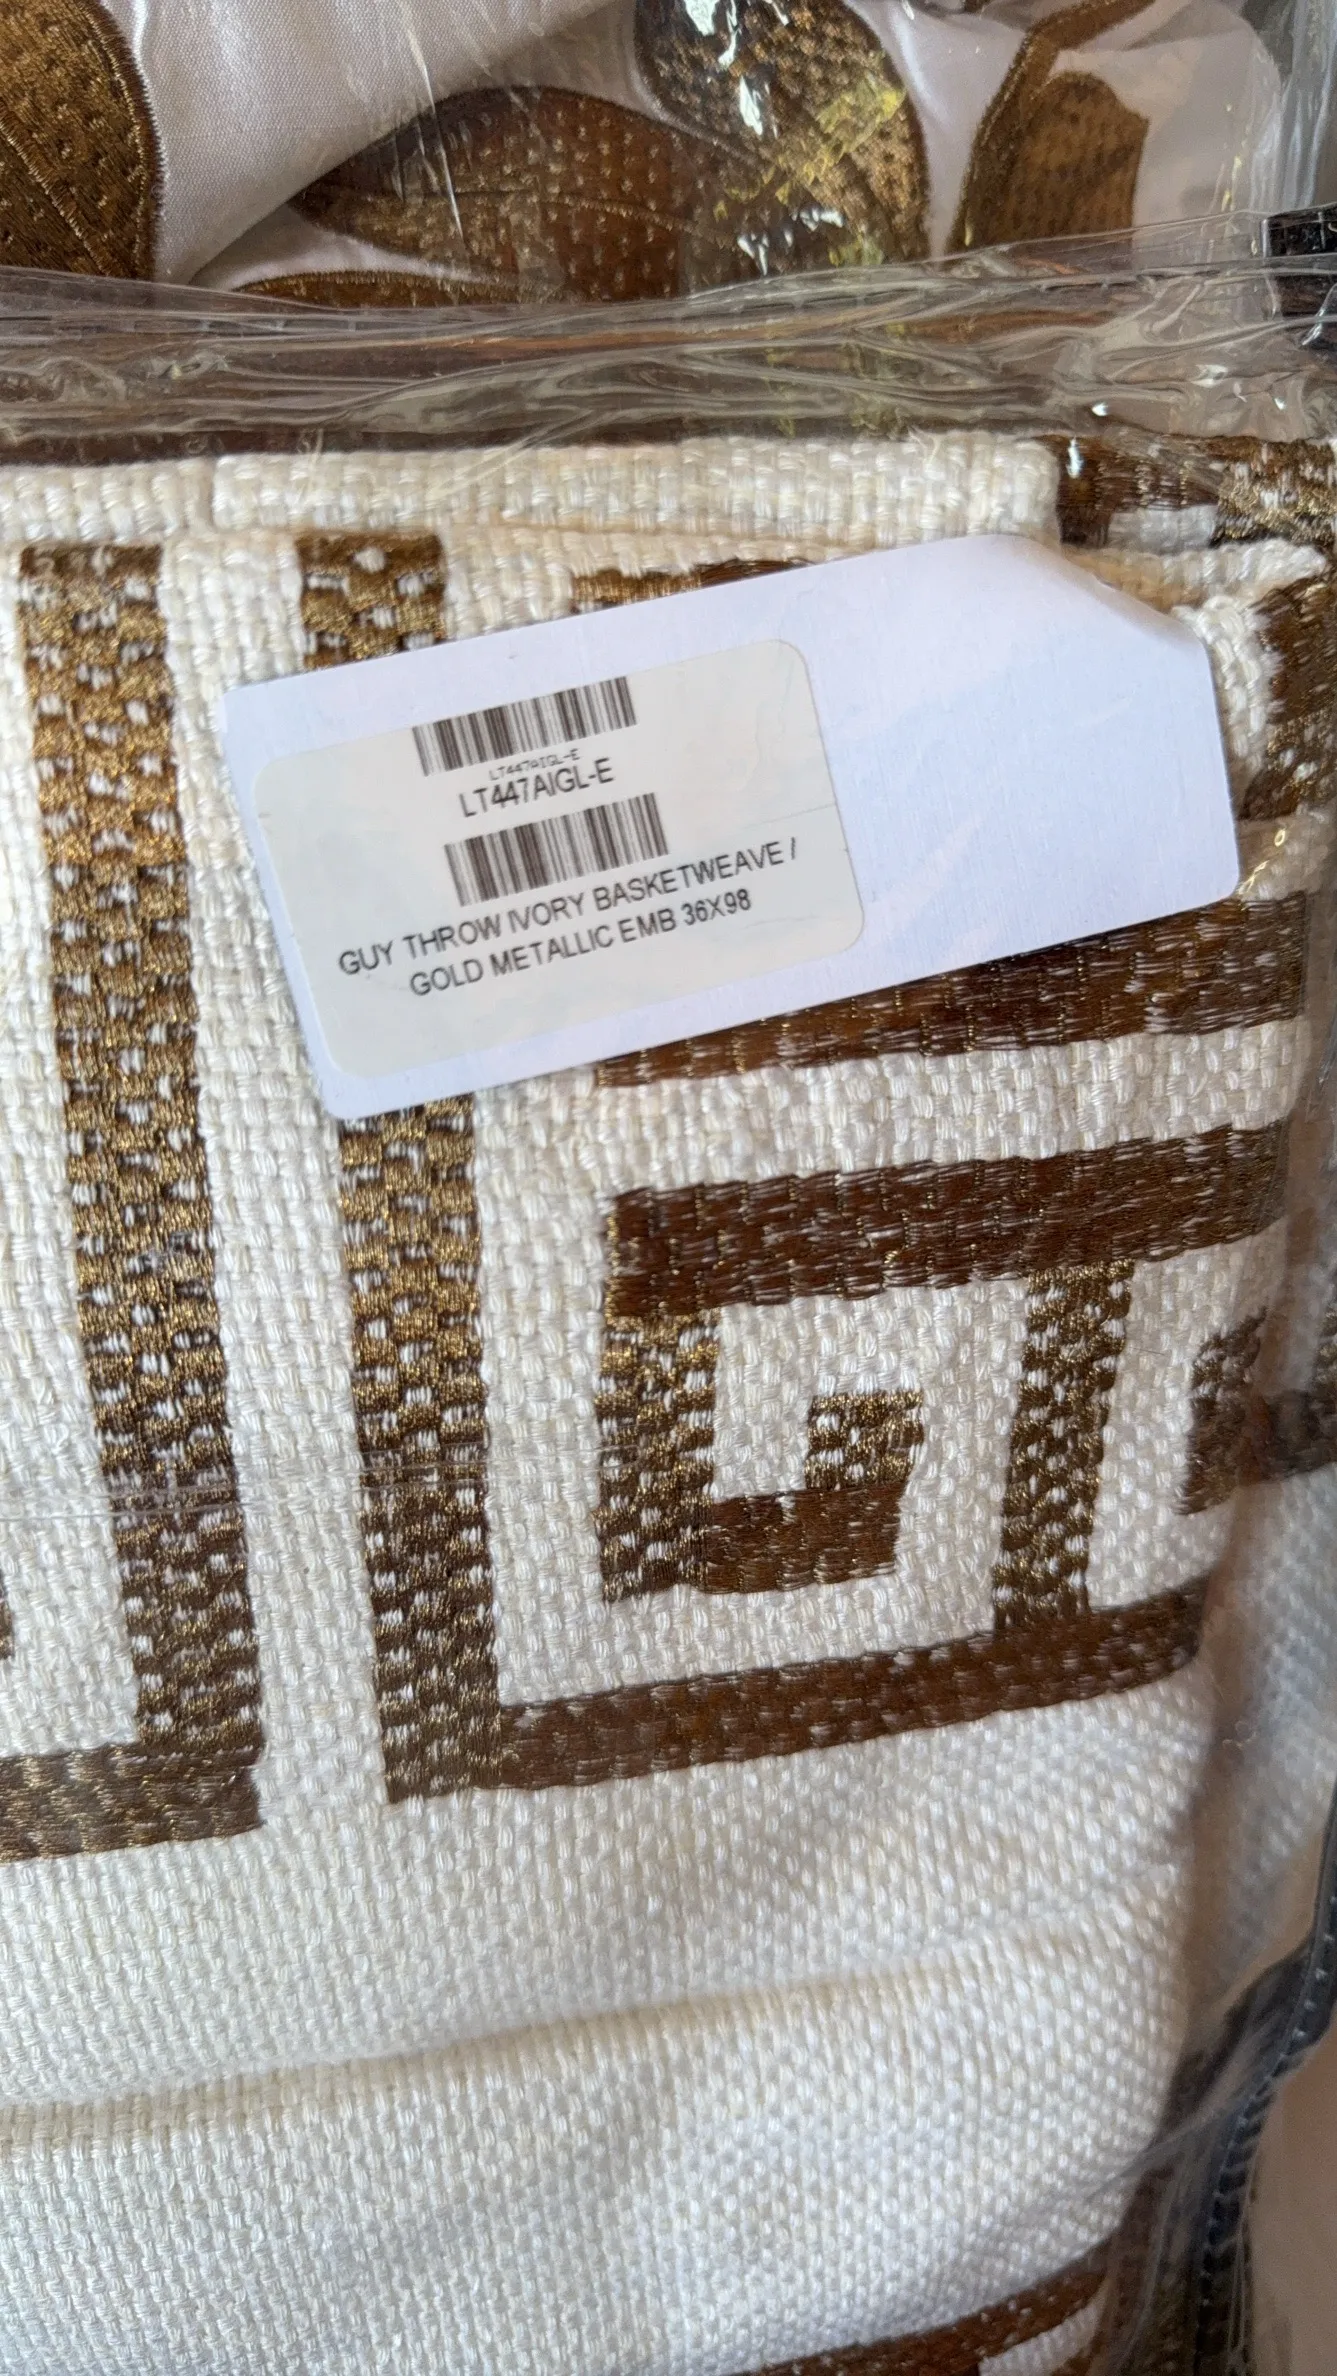 LT447AIGL-E
LT447AIGL-E
GUY THROW IVORY BASKETWEAVE /
GOLD METALLIC EMB 36X98